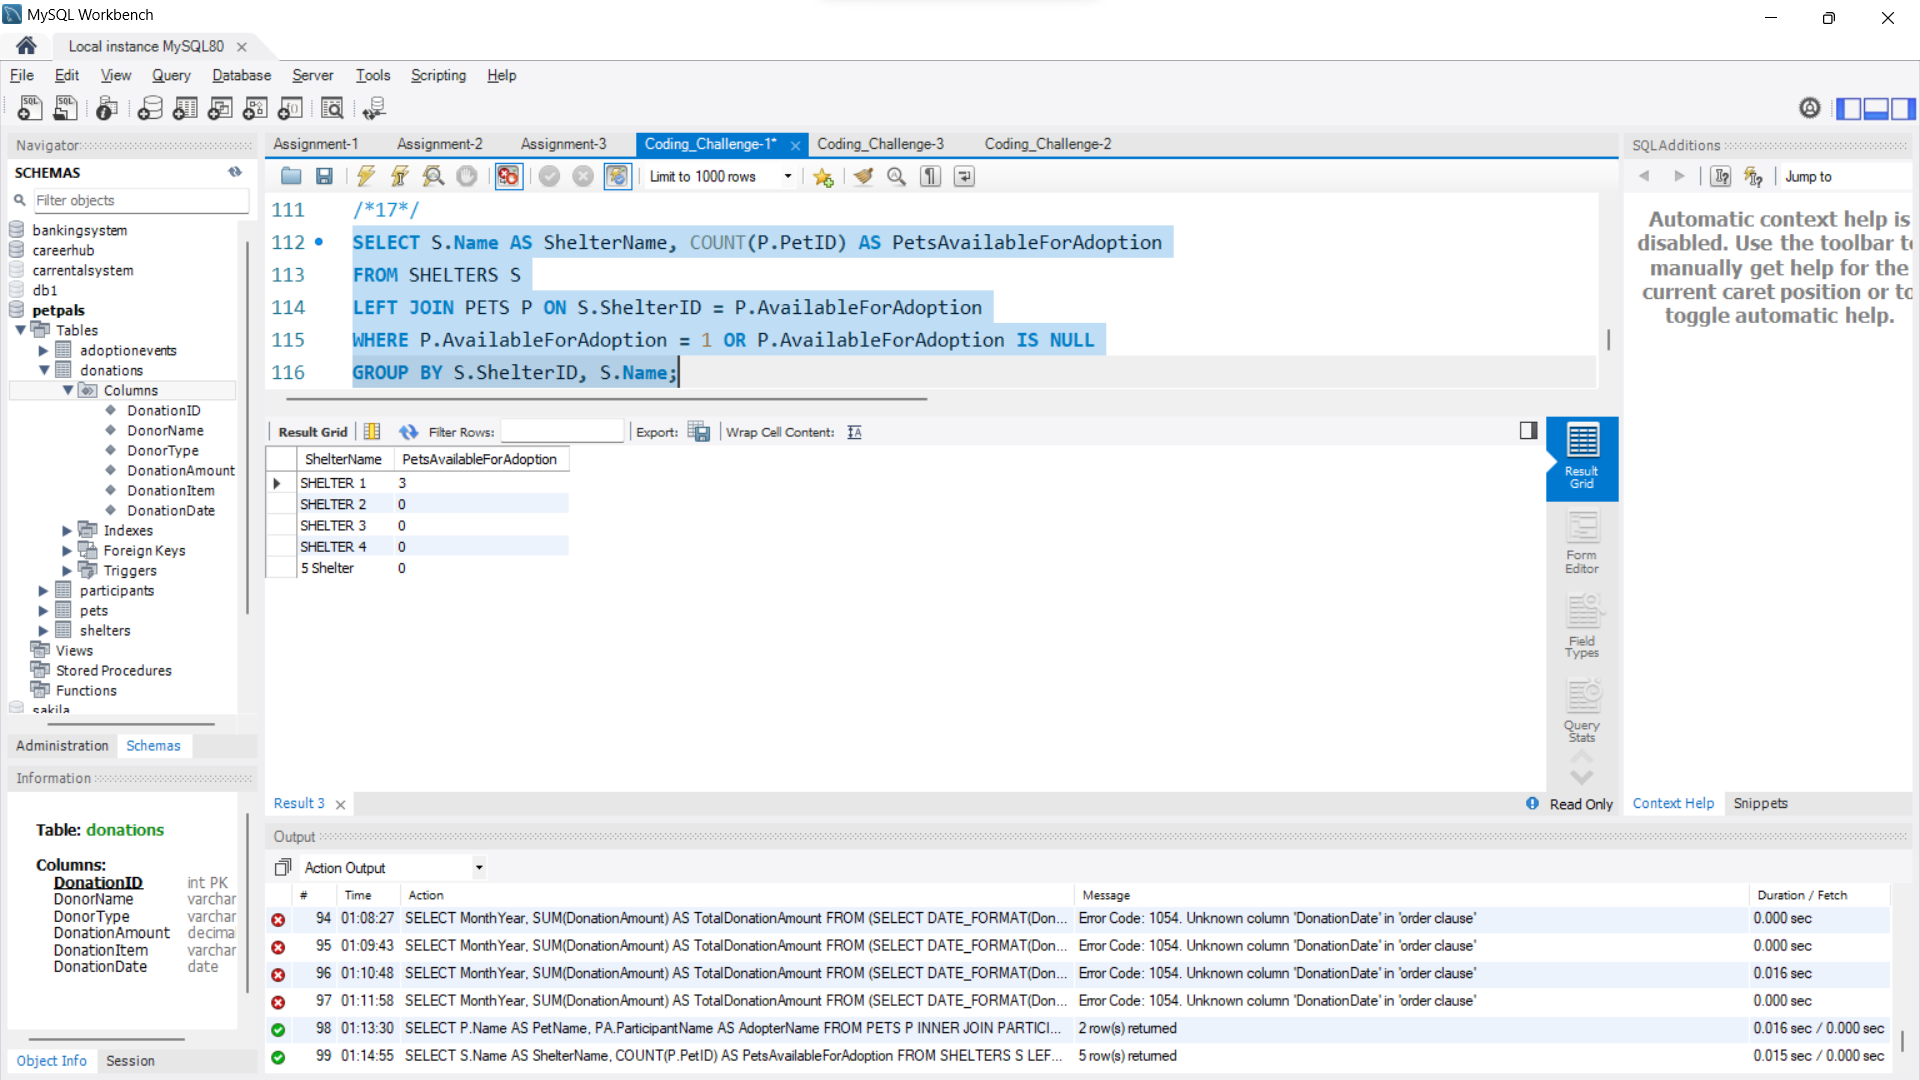 MySQL Workbench
Local instance MySQL80
File Edit View Query Database Server Tools Scripting Help
Navigator
SCHEMAS
Filter objects
bankingsystem
careerhub
carrentalsystem
db1
petpals
Tables
adoptionevents
donations
Columns
DonationID
DonorName
DonorType
DonationAmount
DonationItem
DonationDate
Indexes
Foreign Keys
Triggers
participants
pets
shelters
Views
Stored Procedures
Functions
sakila
Administration Schemas
Information
Table: donations
Columns:
DonationID int PK
DonorName varchar
DonorType varchar
DonationAmount decima
DonationItem varchar
DonationDate date
Object Info Session
Assignment-1 Assignment-2 Assignment-3 Coding_Challenge-1* Coding_Challenge-3 Coding_Challenge-2
Limit to 1000 rows
111 /*17*/
112 SELECT S.Name AS ShelterName, COUNT(P.PetID) AS PetsAvailableForAdoption
113 FROM SHELTERS S
114 LEFT JOIN PETS P ON S.ShelterID = P.AvailableForAdoption
115 WHERE P.AvailableForAdoption = 1 OR P.AvailableForAdoption IS NULL
116 GROUP BY S.ShelterID, S.Name;
Result Grid Filter Rows: Export: Wrap Cell Content:
ShelterName PetsAvailableForAdoption
SHELTER 1 3
SHELTER 2 0
SHELTER 3 0
SHELTER 4 0
5 Shelter 0
Result
Grid
Form
Editor
Field
Types
Query
Stats
Result 3
Read Only
SQLAdditions
Jump to
Automatic context help is
disabled. Use the toolbar to
manually get help for the
current caret position or to
toggle automatic help.
Context Help Snippets
Output
Action Output
# Time Action Message Duration / Fetch
94 01:08:27 SELECT MonthYear, SUM(DonationAmount) AS TotalDonationAmount FROM (SELECT DATE_FORMAT(Don... Error Code: 1054. Unknown column 'DonationDate' in 'order clause' 0.000 sec
95 01:09:43 SELECT MonthYear, SUM(DonationAmount) AS TotalDonationAmount FROM (SELECT DATE_FORMAT(Don... Error Code: 1054. Unknown column 'DonationDate' in 'order clause' 0.000 sec
96 01:10:48 SELECT MonthYear, SUM(DonationAmount) AS TotalDonationAmount FROM (SELECT DATE_FORMAT(Don... Error Code: 1054. Unknown column 'DonationDate' in 'order clause' 0.016 sec
97 01:11:58 SELECT MonthYear, SUM(DonationAmount) AS TotalDonationAmount FROM (SELECT DATE_FORMAT(Don... Error Code: 1054. Unknown column 'DonationDate' in 'order clause' 0.000 sec
98 01:13:30 SELECT P.Name AS PetName, PA.ParticipantName AS AdopterName FROM PETS P INNER JOIN PARTICI... 2 row(s) returned 0.016 sec / 0.000 sec
99 01:14:55 SELECT S.Name AS ShelterName, COUNT(P.PetID) AS PetsAvailableForAdoption FROM SHELTERS S LEF... 5 row(s) returned 0.015 sec / 0.000 sec